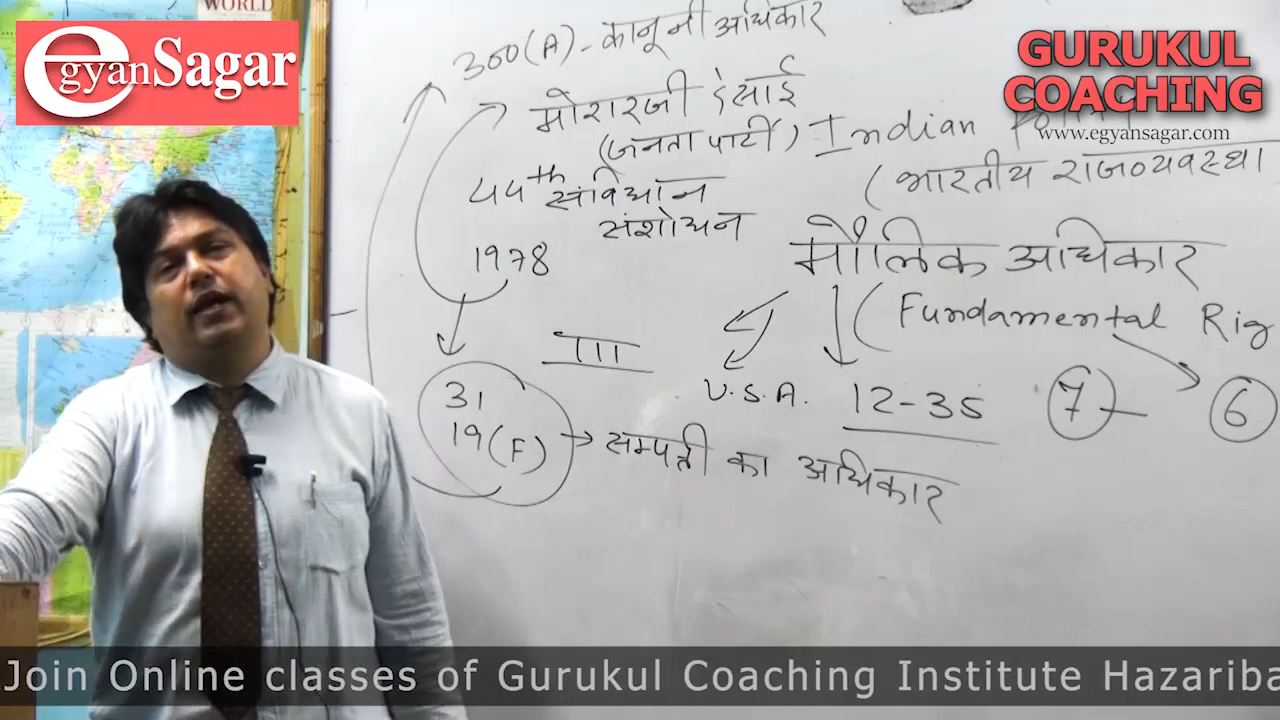 WORLD
egyanSagar
GURUKUL
COACHING
www.egyansagar.com
300(A) - कानूनी अधिकार
मोरारजी देसाई
(जनता पार्टी)
44th संविधान
संशोधन
1978
Indian
(भारतीय राजव्यवस्था
मौलिक अधिकार
(Fundamental Rig
III
U.S.A.
12-35
7
6
31
19(F) → सम्पत्ती का अधिकार
Join Online classes of Gurukul Coaching Institute Hazariba